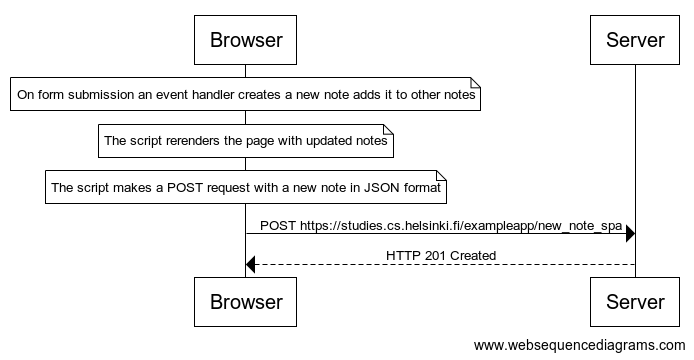 Browser
Server
On form submission an event handler creates a new note adds it to other notes
The script rerenders the page with updated notes
The script makes a POST request with a new note in JSON format
POST https://studies.cs.helsinki.fi/exampleapp/new_note_spa
HTTP 201 Created
Browser
Server
www.websequencediagrams.com